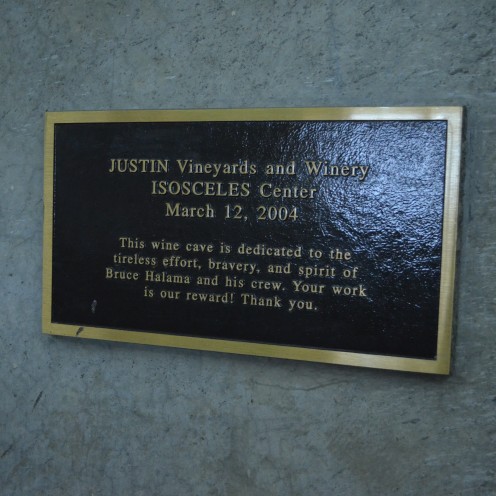 JUSTIN Vineyards and Winery
ISOSCELES Center
March 12, 2004
This wine cave is dedicated to the
tireless effort, bravery, and spirit of
Bruce Halama and his crew. Your work
is our reward! Thank you.